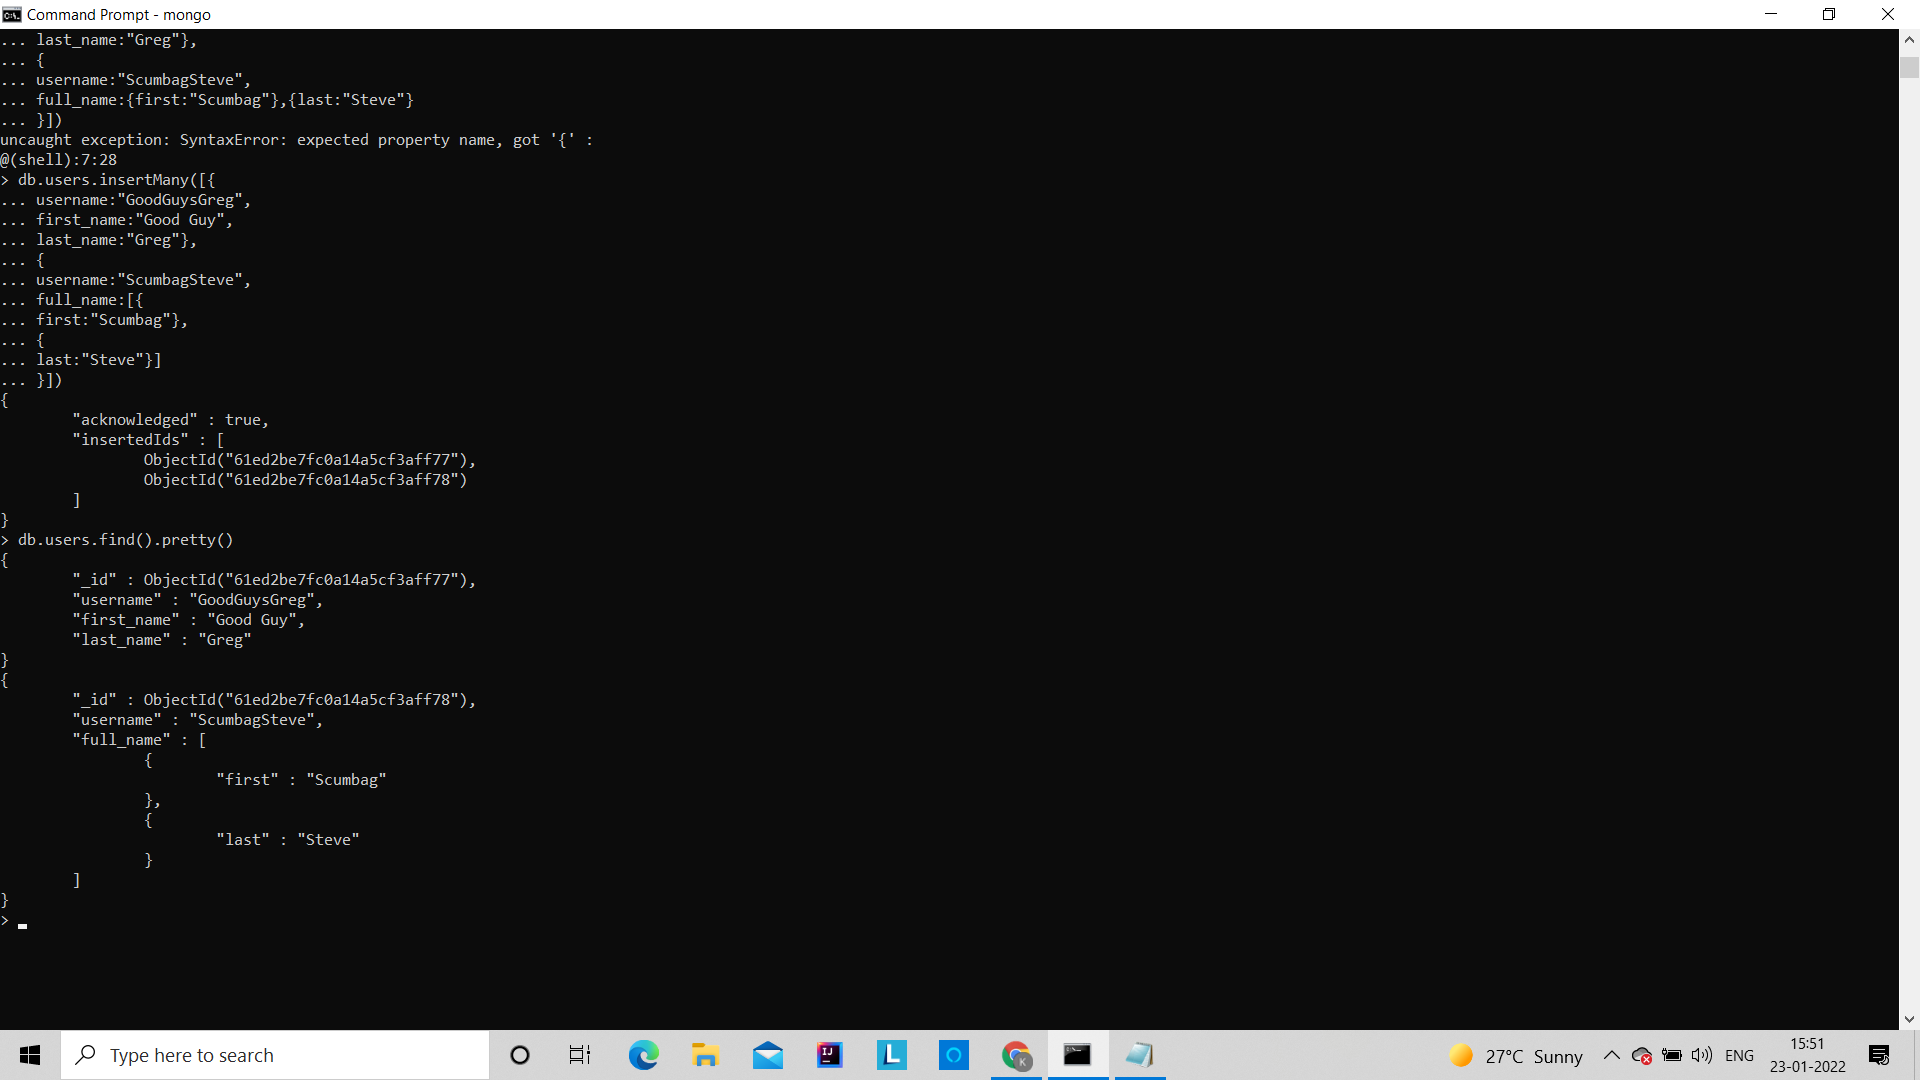 Command Prompt - mongo
... last_name:"Greg"},
... {
... username:"ScumbagSteve",
... full_name:{first:"Scumbag"},{last:"Steve"}
... }])
uncaught exception: SyntaxError: expected property name, got '{' :
@(shell):7:28
> db.users.insertMany([{
... username:"GoodGuysGreg",
... first_name:"Good Guy",
... last_name:"Greg"},
... {
... username:"ScumbagSteve",
... full_name:[{
... first:"Scumbag"},
... {
... last:"Steve"}]
... }])
{
        "acknowledged" : true,
        "insertedIds" : [
                ObjectId("61ed2be7fc0a14a5cf3aff77"),
                ObjectId("61ed2be7fc0a14a5cf3aff78")
        ]
}
> db.users.find().pretty()
{
        "_id" : ObjectId("61ed2be7fc0a14a5cf3aff77"),
        "username" : "GoodGuysGreg",
        "first_name" : "Good Guy",
        "last_name" : "Greg"
}
{
        "_id" : ObjectId("61ed2be7fc0a14a5cf3aff78"),
        "username" : "ScumbagSteve",
        "full_name" : [
                {
                        "first" : "Scumbag"
                },
                {
                        "last" : "Steve"
                }
        ]
}
>
Type here to search
IJ
L
K
27°C Sunny
ENG
15:51
23-01-2022